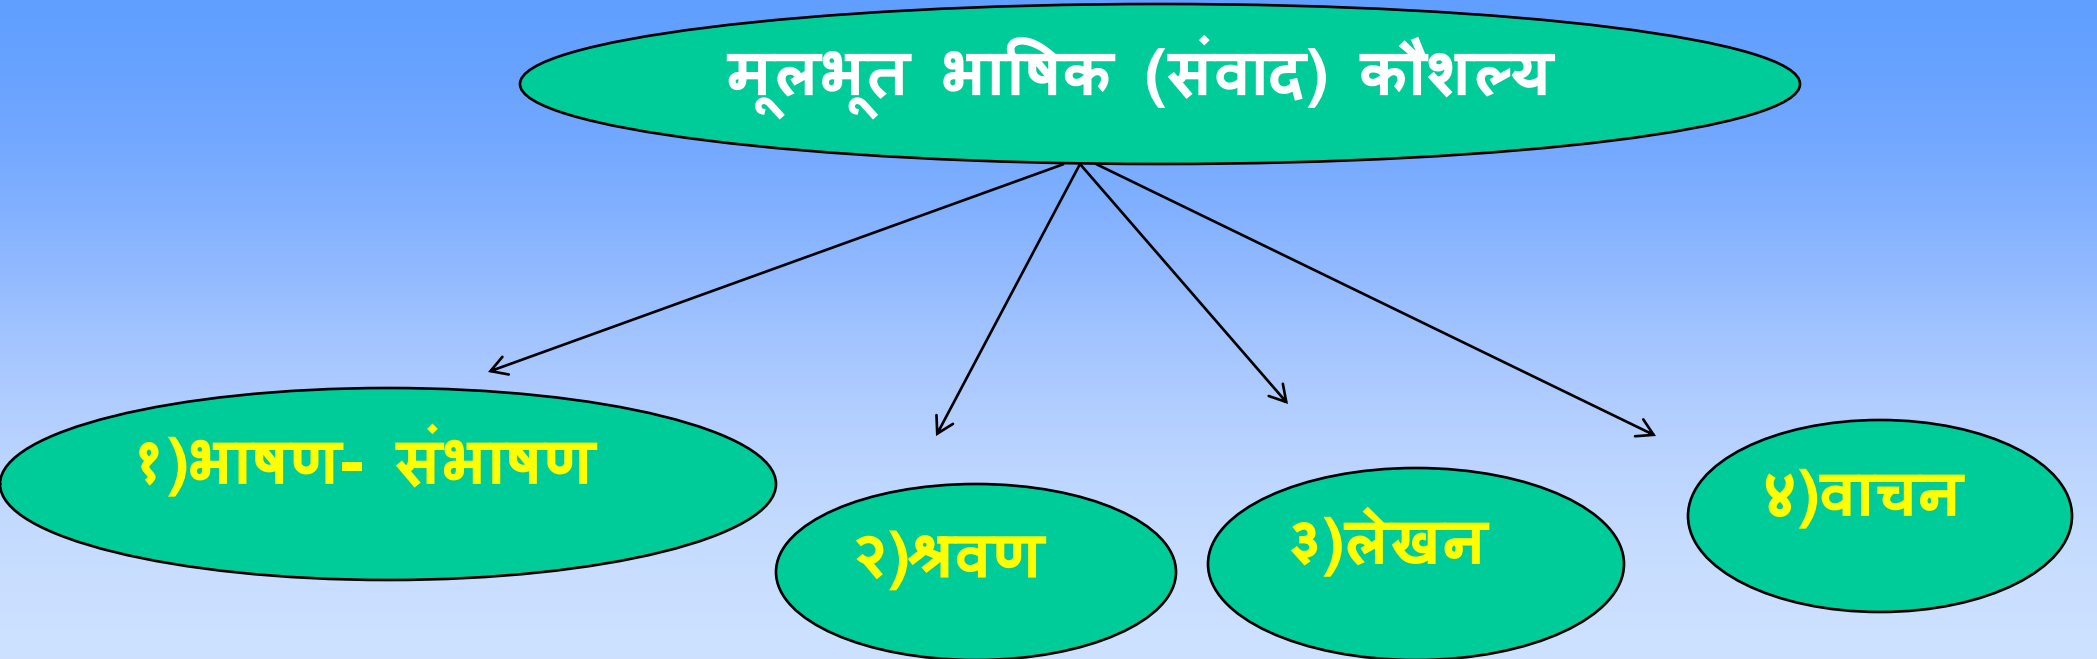 मूलभूत भाषिक (संवाद) कौशल्य
१)भाषण- संभाषण
२)श्रवण
३)लेखन
४)वाचन